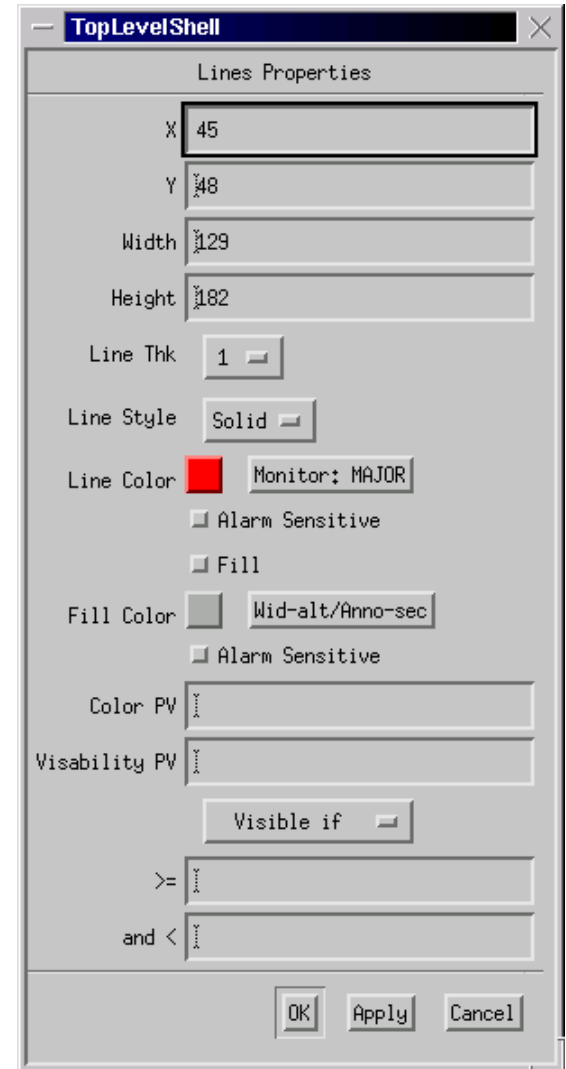 TopLevelShell
Lines Properties
X 45
Y 48
Width 129
Height 182
Line Thk 1
Line Style Solid
Line Color Monitor: MAJOR
Alarm Sensitive
Fill
Fill Color Wid-alt/Anno-sec
Alarm Sensitive
Color PV
Visability PV
Visible if
>=
and <
OK Apply Cancel